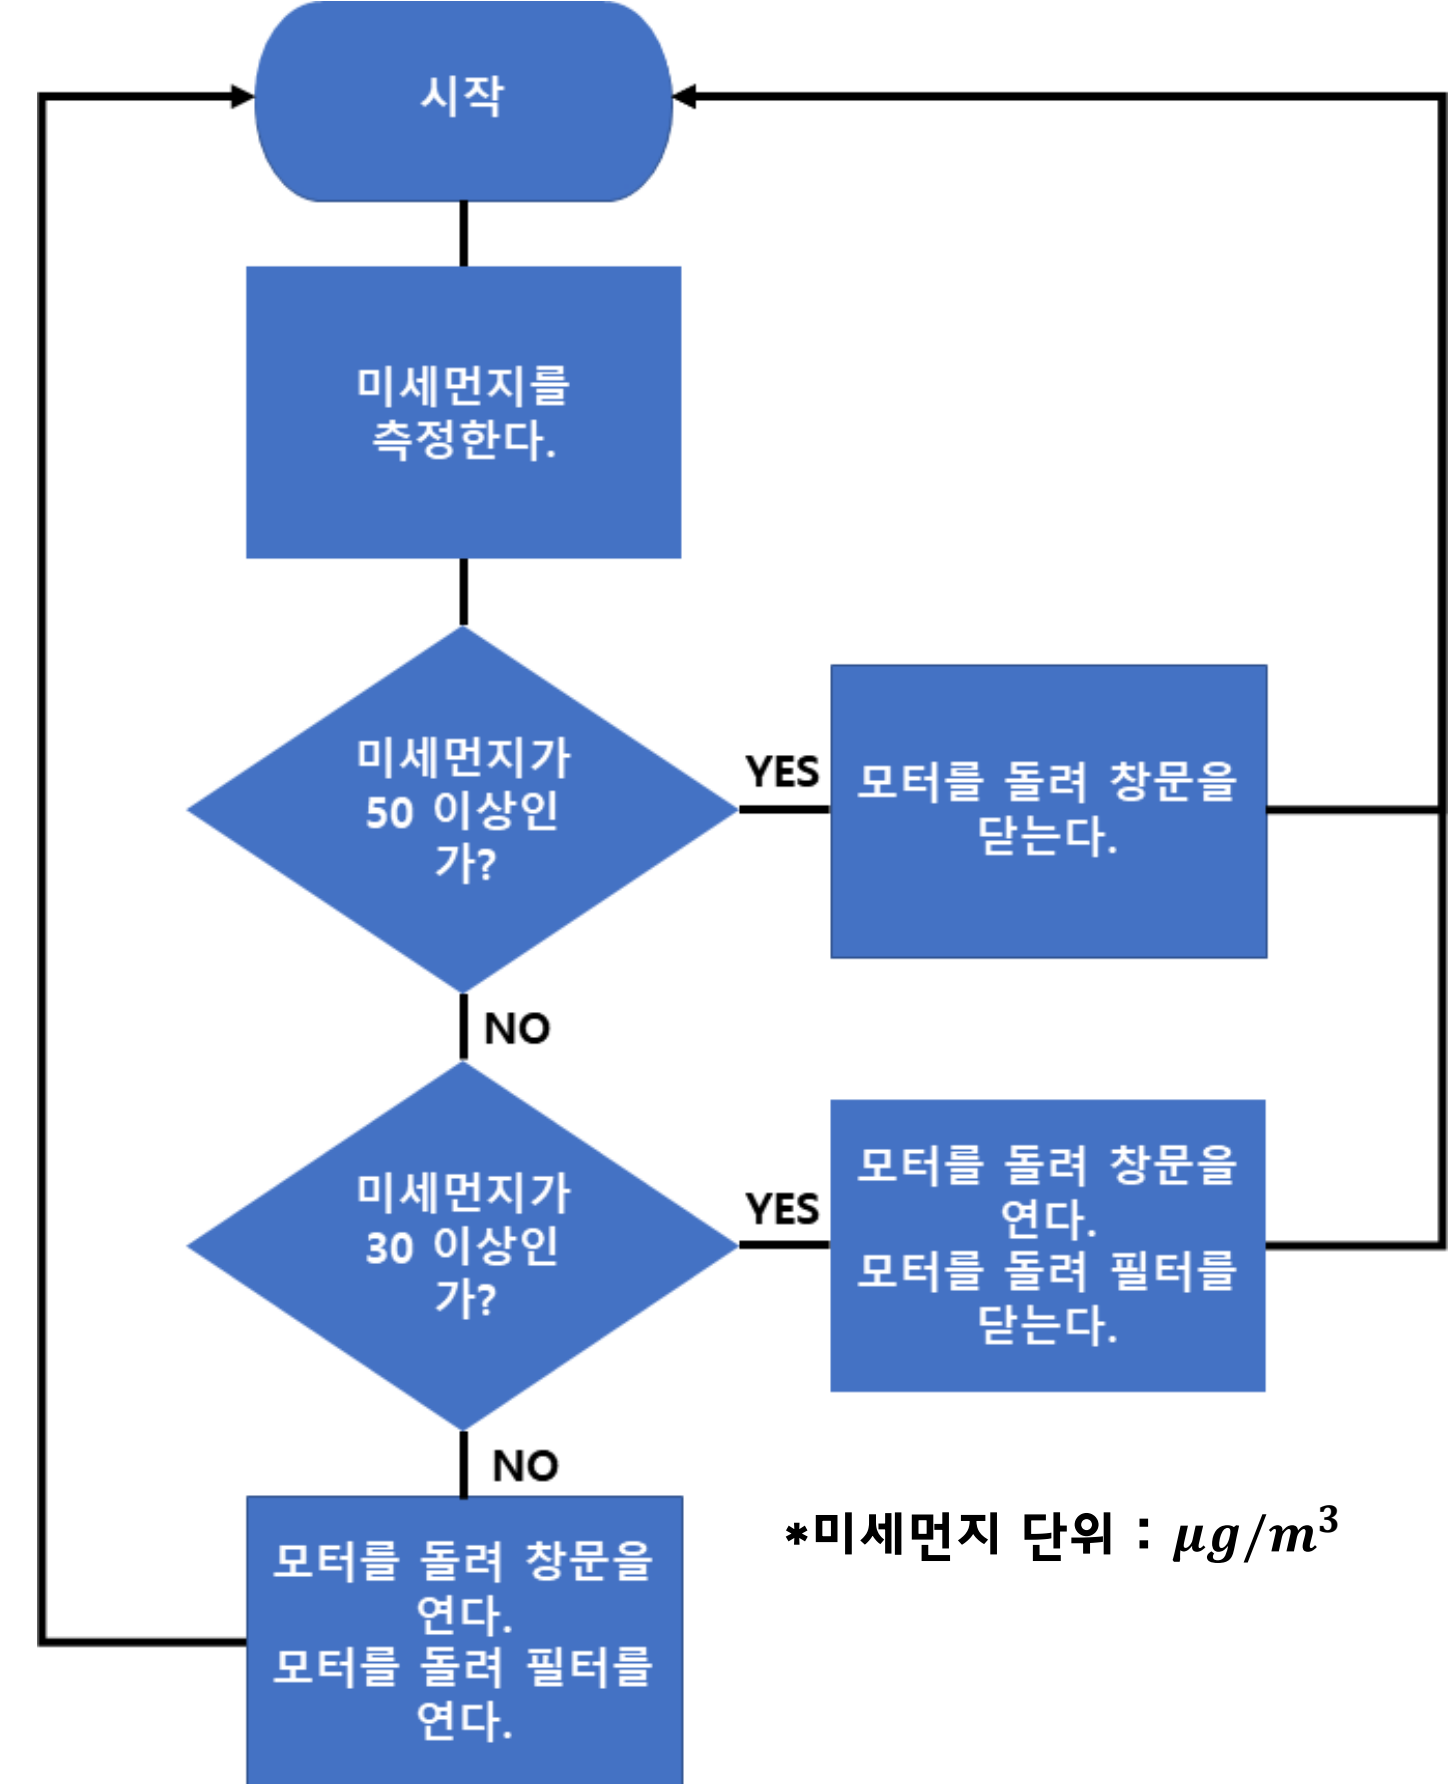 시작
미세먼지를
측정한다.
미세먼지가
50 이상인
가?
YES
모터를 돌려 창문을
닫는다.
NO
미세먼지가
30 이상인
가?
YES
모터를 돌려 창문을
연다.
모터를 돌려 필터를
닫는다.
NO
모터를 돌려 창문을
연다.
모터를 돌려 필터를
연다.
*미세먼지 단위 : μg/m³